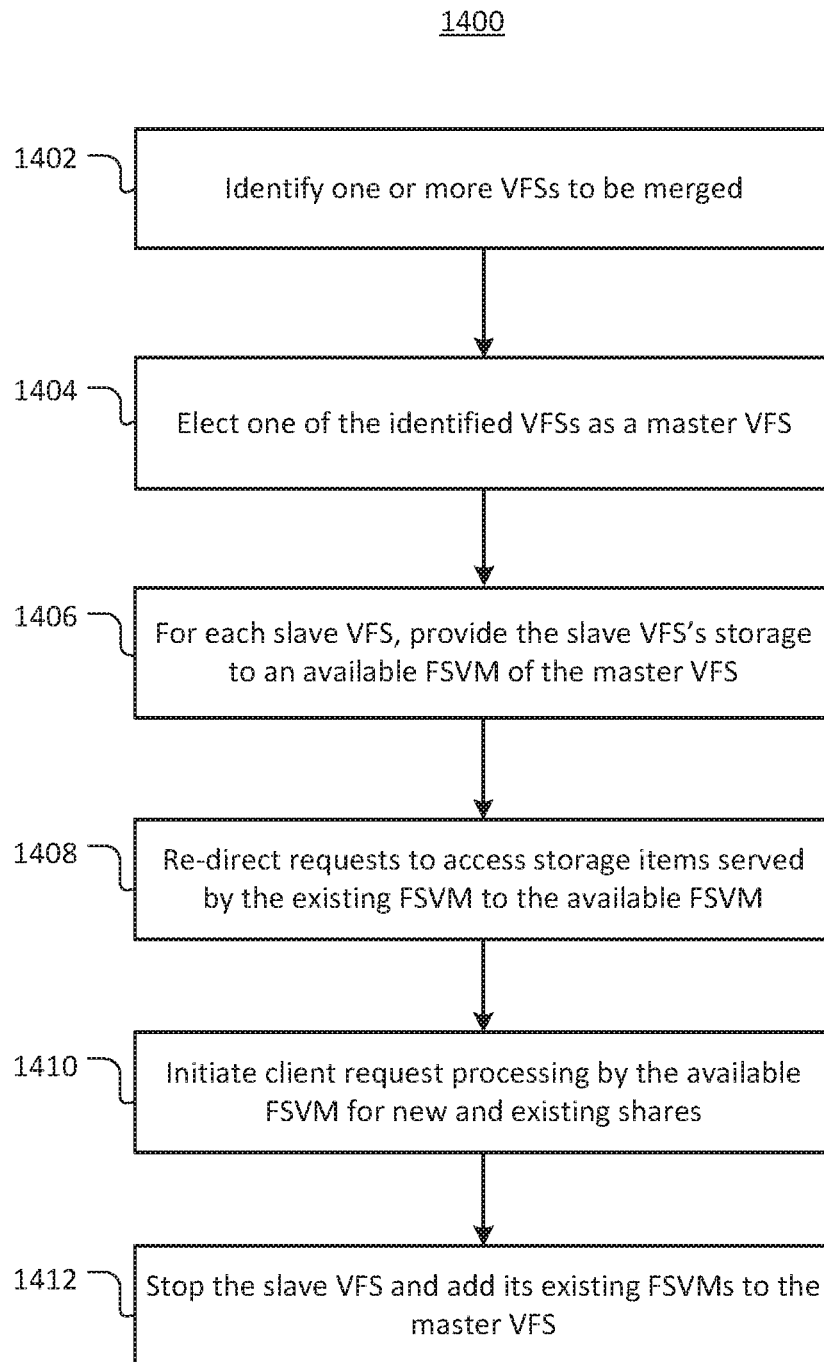 1400
1402
Identify one or more VFSs to be merged
1404
Elect one of the identified VFSs as a master VFS
1406
For each slave VFS, provide the slave VFS's storage
to an available FSVM of the master VFS
1408
Re-direct requests to access storage items served
by the existing FSVM to the available FSVM
1410
Initiate client request processing by the available
FSVM for new and existing shares
1412
Stop the slave VFS and add its existing FSVMs to the
master VFS